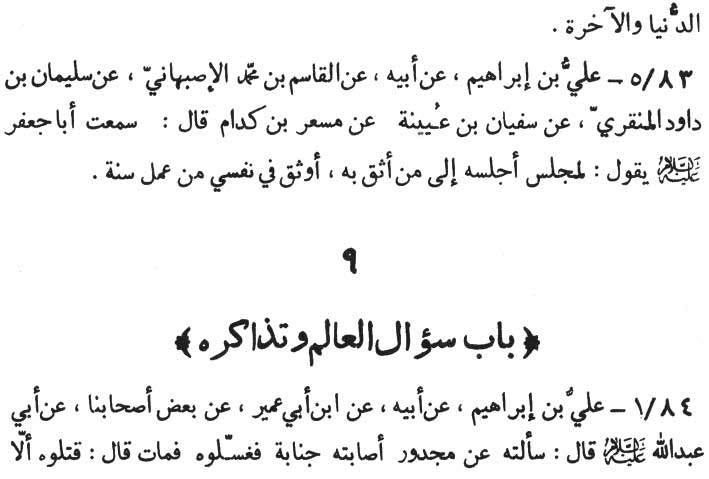 الدُّنيا والآخرة .
٥/٨٣ – عليُّ بن إبراهيم ، عن أبيه ، عن القاسم بن محمّد الإصبهانيّ ، عن سليمان بن
داود المنقريّ ، عن سفيان بن عُيينة عن مسعر بن كدام قال : سمعت أبا جعفر
عليه السلام يقول : لمجلس أجلسه إلى من أثق به ، أوثق في نفسي من عمل سنة .
٩
﴿باب سؤال العالم وتذاكره﴾
١/٨٤ – عليُّ بن إبراهيم ، عن أبيه ، عن ابن أبي عمير ، عن بعض أصحابنا ، عن أبي
عبدالله عليه السلام قال : سألته عن مجدور أصابته جنابة فغسّلوه فمات قال : قتلوه ألّا